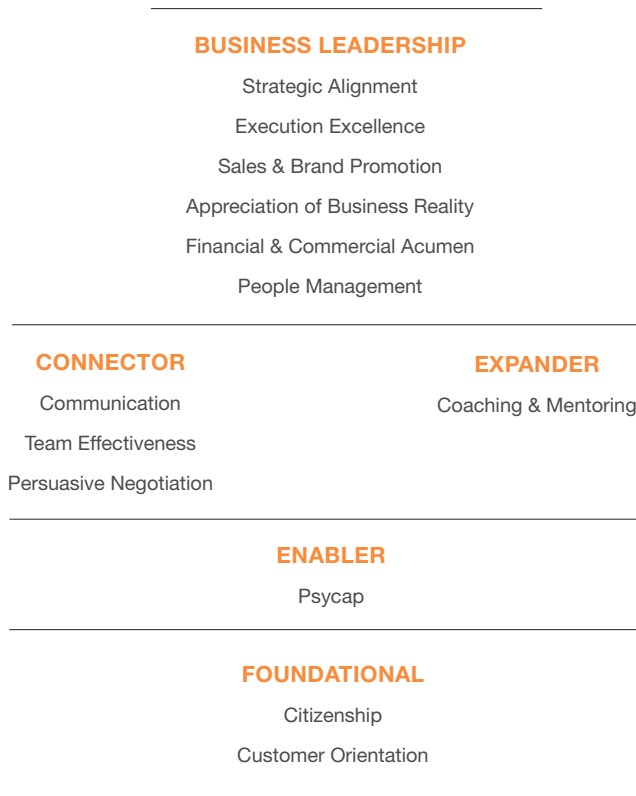 BUSINESS LEADERSHIP
Strategic Alignment
Execution Excellence
Sales & Brand Promotion
Appreciation of Business Reality
Financial & Commercial Acumen
People Management
CONNECTOR
Communication
Team Effectiveness
Persuasive Negotiation
EXPANDER
Coaching & Mentoring
ENABLER
Psycap
FOUNDATIONAL
Citizenship
Customer Orientation